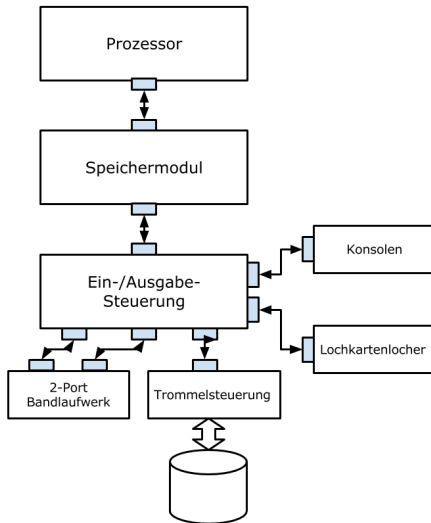 Prozessor
Speichermodul
Ein-/Ausgabe-
Steuerung
Konsolen
Lochkartenlocher
2-Port
Bandlaufwerk
Trommelsteuerung